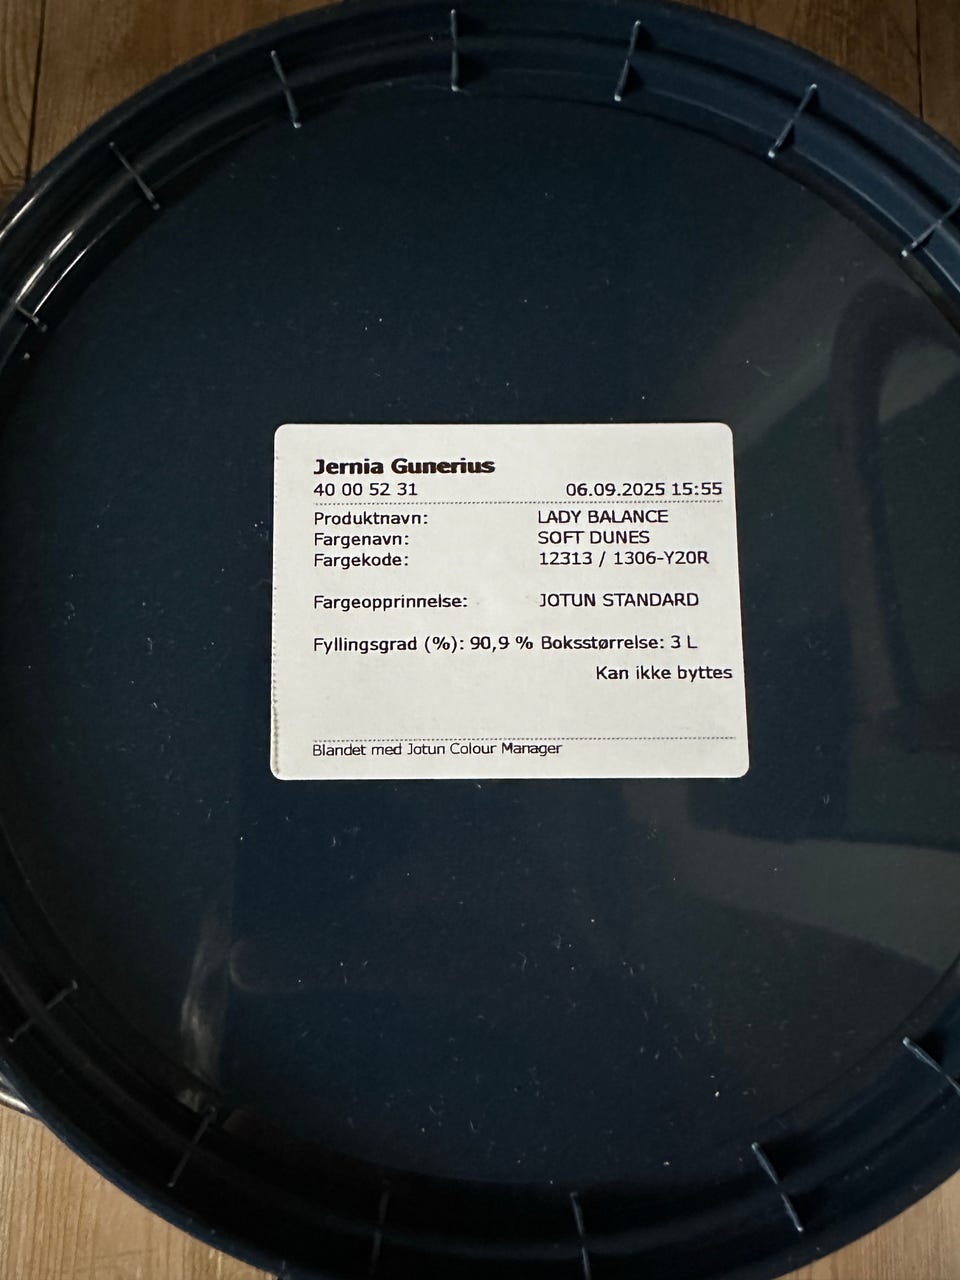 Jernia Gunerius
40 00 52 31 06.09.2025 15:55
Produktnavn: LADY BALANCE
Fargenavn: SOFT DUNES
Fargekode: 12313 / 1306-Y20R
Fargeopprinnelse: JOTUN STANDARD
Fyllingsgrad (%): 90,9 % Boksstørrelse: 3 L
Kan ikke byttes
Blandet med Jotun Colour Manager